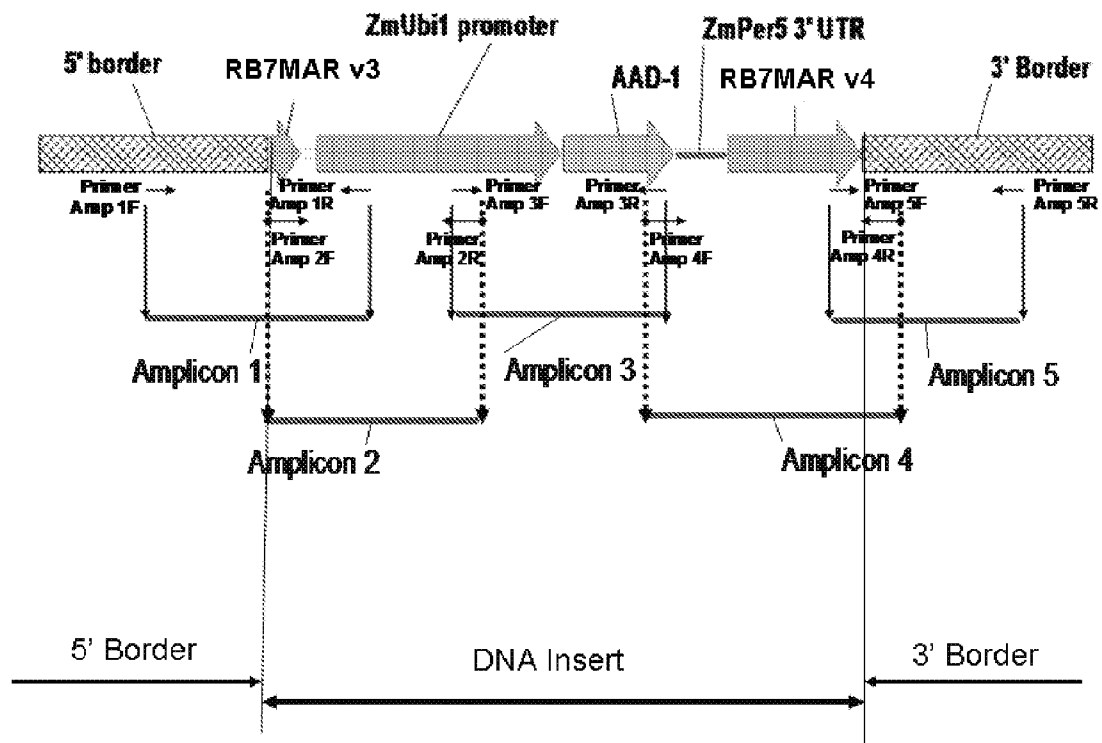 ZmUbi1 promoter
ZmPer5 3' UTR
5' border
RB7MAR v3
AAD-1
RB7MAR v4
3' Border
Primer
Amp 1F
Primer
Amp 1R
Primer
Amp 2F
Primer
Amp 3F
Primer
Amp 2R
Primer
Amp 3R
Primer
Amp 4F
Primer
Amp 5F
Primer
Amp 4R
Primer
Amp 5R
Amplicon 1
Amplicon 3
Amplicon 5
Amplicon 2
Amplicon 4
5' Border
DNA Insert
3' Border